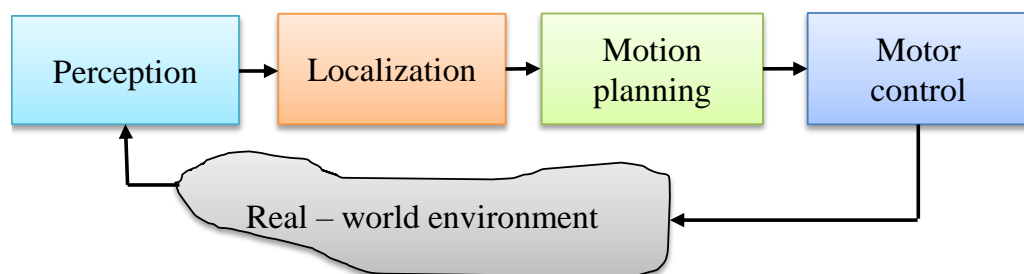 Perception
Localization
Motion
planning
Motor
control
Real – world environment